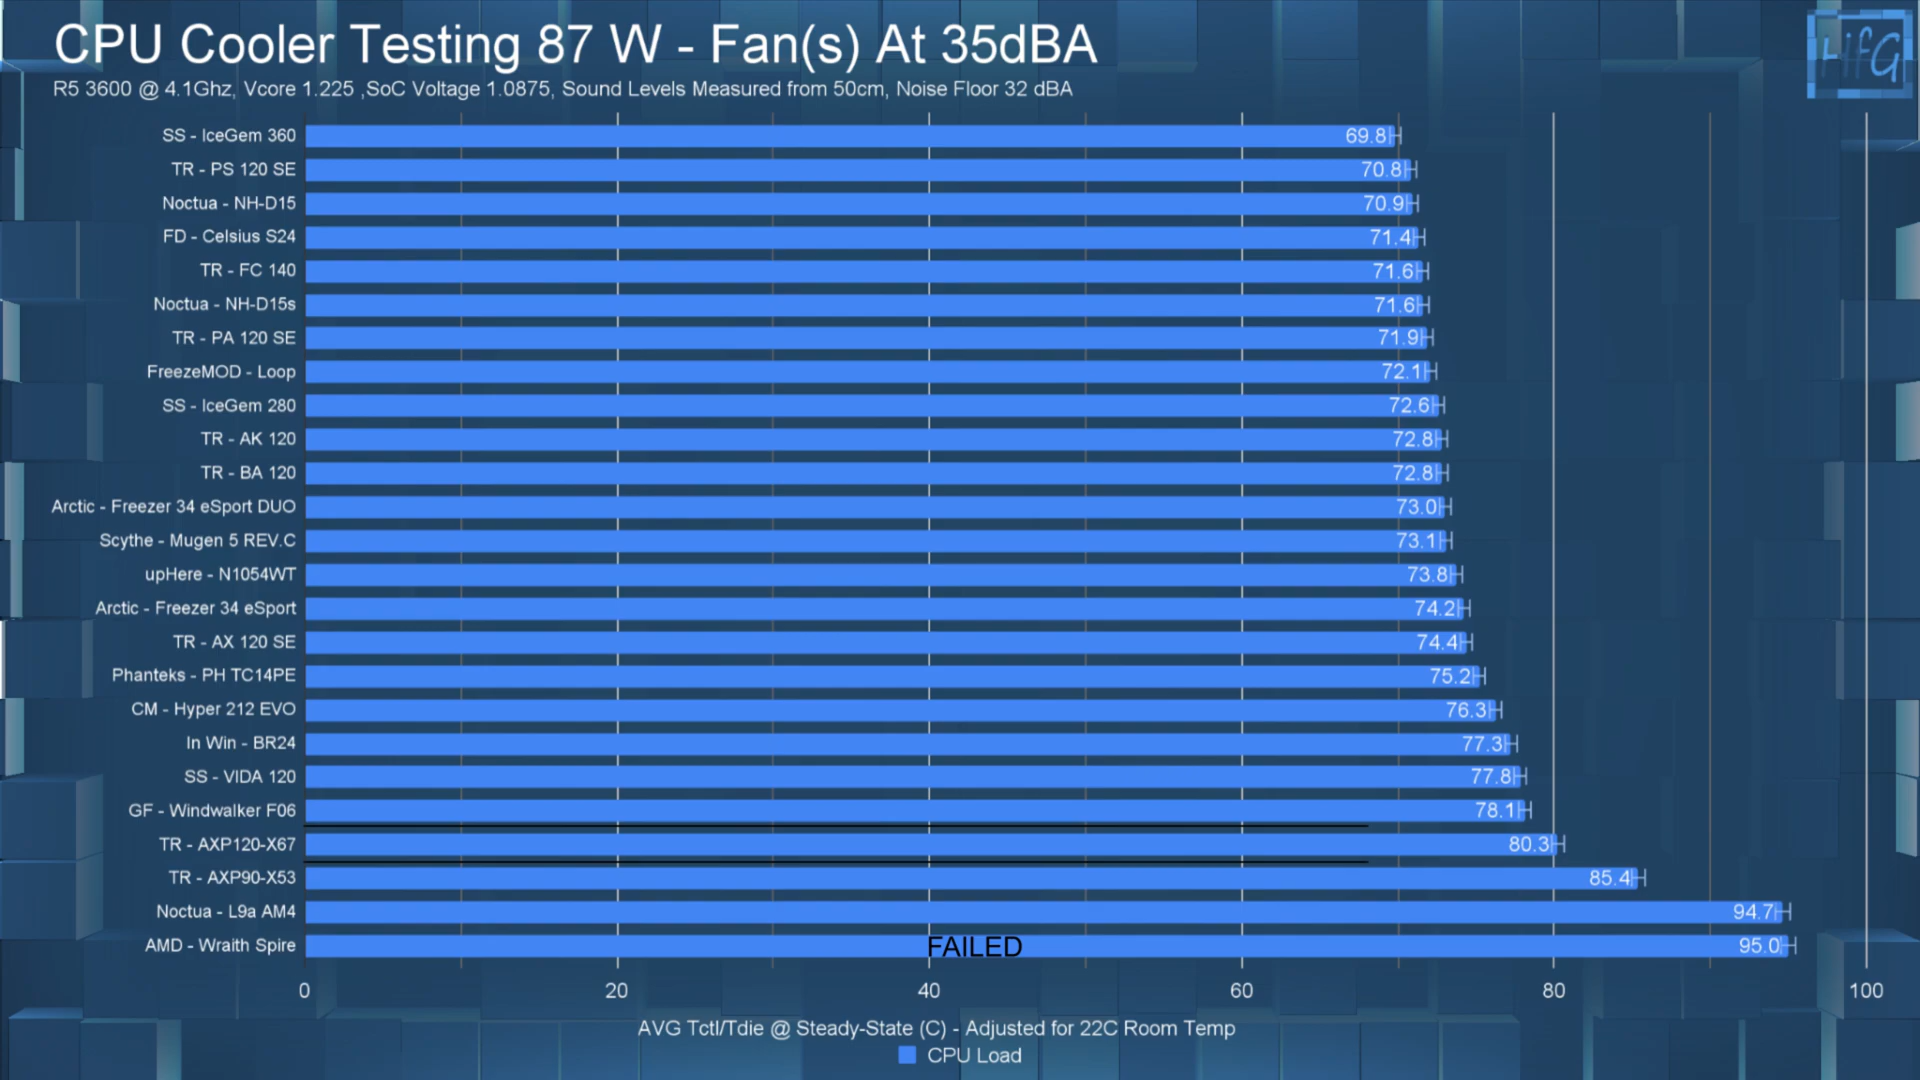 CPU Cooler Testing 87 W - Fan(s) At 35dBA
HfG
R5 3600 @ 4.1Ghz, Vcore 1.225 ,SoC Voltage 1.0875, Sound Levels Measured from 50cm, Noise Floor 32 dBA
SS - IceGem 360 69.8
TR - PS 120 SE 70.8
Noctua - NH-D15 70.9
FD - Celsius S24 71.4
TR - FC 140 71.6
Noctua - NH-D15s 71.6
TR - PA 120 SE 71.9
FreezeMOD - Loop 72.1
SS - IceGem 280 72.6
TR - AK 120 72.8
TR - BA 120 72.8
Arctic - Freezer 34 eSport DUO 73.0
Scythe - Mugen 5 REV.C 73.1
upHere - N1054WT 73.8
Arctic - Freezer 34 eSport 74.2
TR - AX 120 SE 74.4
Phanteks - PH TC14PE 75.2
CM - Hyper 212 EVO 76.3
In Win - BR24 77.3
SS - VIDA 120 77.8
GF - Windwalker F06 78.1
TR - AXP120-X67 80.3
TR - AXP90-X53 85.4
Noctua - L9a AM4 94.7
AMD - Wraith Spire FAILED 95.0
0 20 40 60 80 100
AVG Tctl/Tdie @ Steady-State (C) - Adjusted for 22C Room Temp
CPU Load